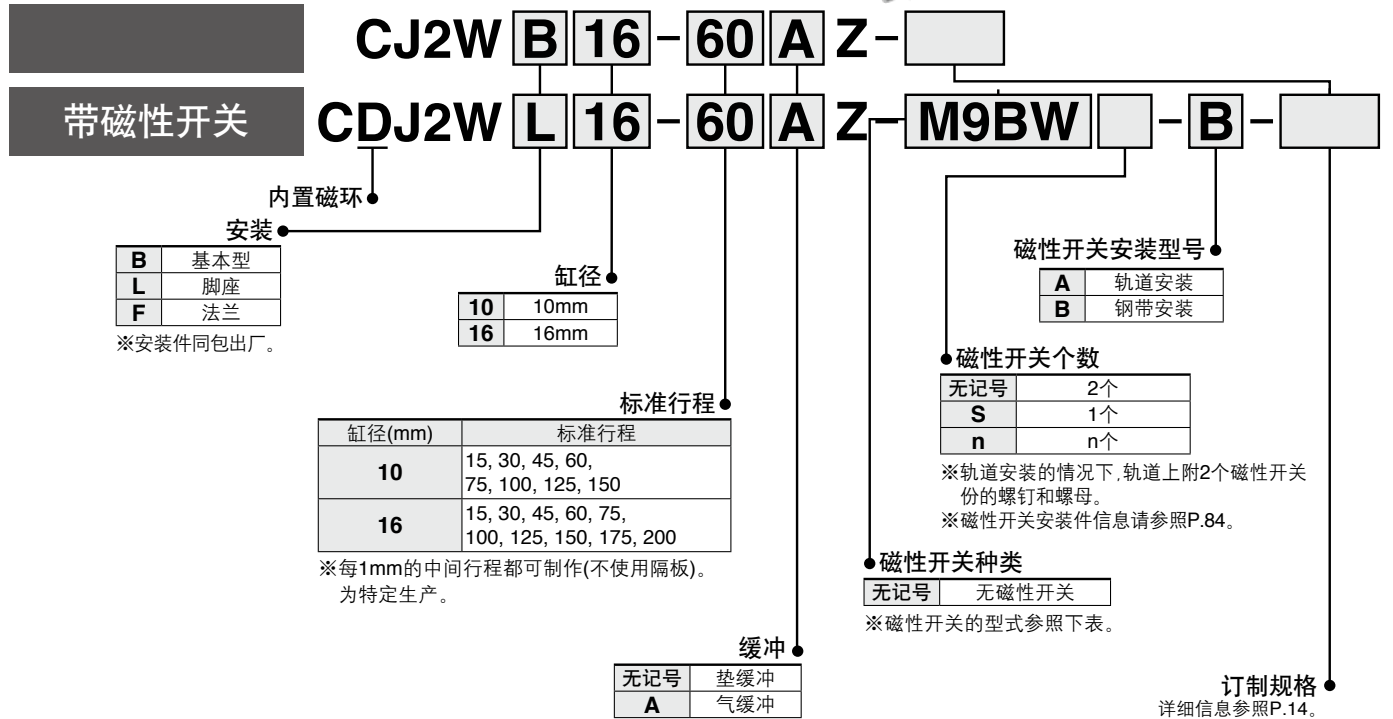 CJ2W B 16-60 A Z-
带磁性开关
CDJ2W L 16-60 A Z-M9BW -B-
内置磁环
安装
B 基本型
L 脚座
F 法兰
※安装件同包出厂。
缸径
10 10mm
16 16mm
标准行程
缸径(mm) 标准行程
10 15, 30, 45, 60,
75, 100, 125, 150
16 15, 30, 45, 60, 75,
100, 125, 150, 175, 200
※每1mm的中间行程都可制作(不使用隔板)。
为特定生产。
缓冲
无记号 垫缓冲
A 气缓冲
磁性开关安装型号
A 轨道安装
B 钢带安装
磁性开关个数
无记号 2个
S 1个
n n个
※轨道安装的情况下,轨道上附2个磁性开关
份的螺钉和螺母。
※磁性开关安装件信息请参照P.84。
磁性开关种类
无记号 无磁性开关
※磁性开关的型式参照下表。
订制规格
详细信息参照P.14。